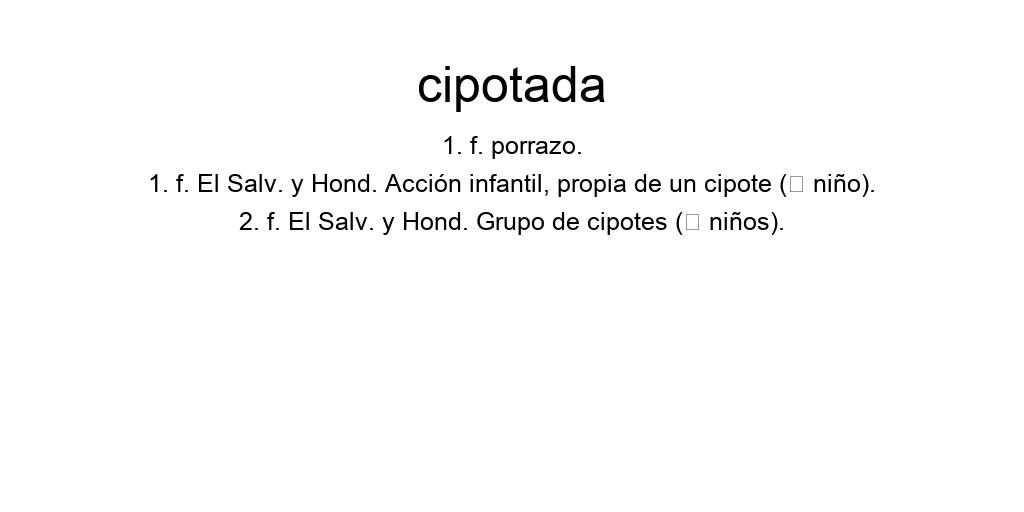 cipotada
1. f. porrazo.
1. f. El Salv. y Hond. Acción infantil, propia de un cipote (□ niño).
2. f. El Salv. y Hond. Grupo de cipotes (□ niños).